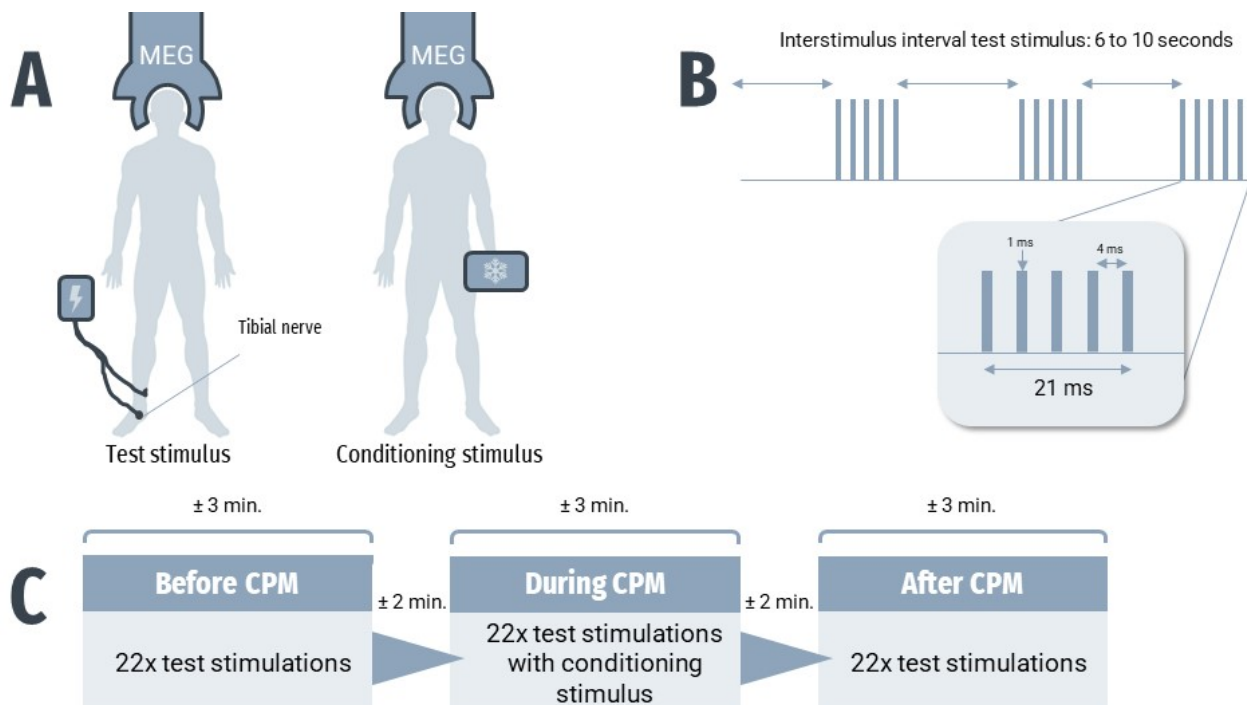 A
MEG
MEG
Tibial nerve
Test stimulus
Conditioning stimulus
B
Interstimulus interval test stimulus: 6 to 10 seconds
1 ms
4 ms
21 ms
C
± 3 min.
± 3 min.
± 3 min.
Before CPM
± 2 min.
During CPM
± 2 min.
After CPM
22x test stimulations
22x test stimulations
with conditioning
stimulus
22x test stimulations